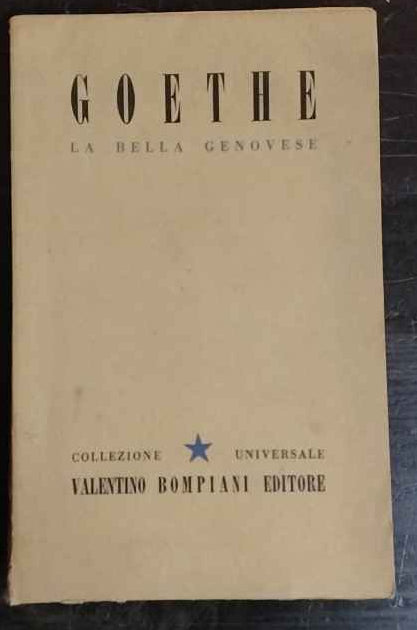 GOETHE
LA BELLA GENOVESE
COLLEZIONE UNIVERSALE
VALENTINO BOMPIANI EDITORE